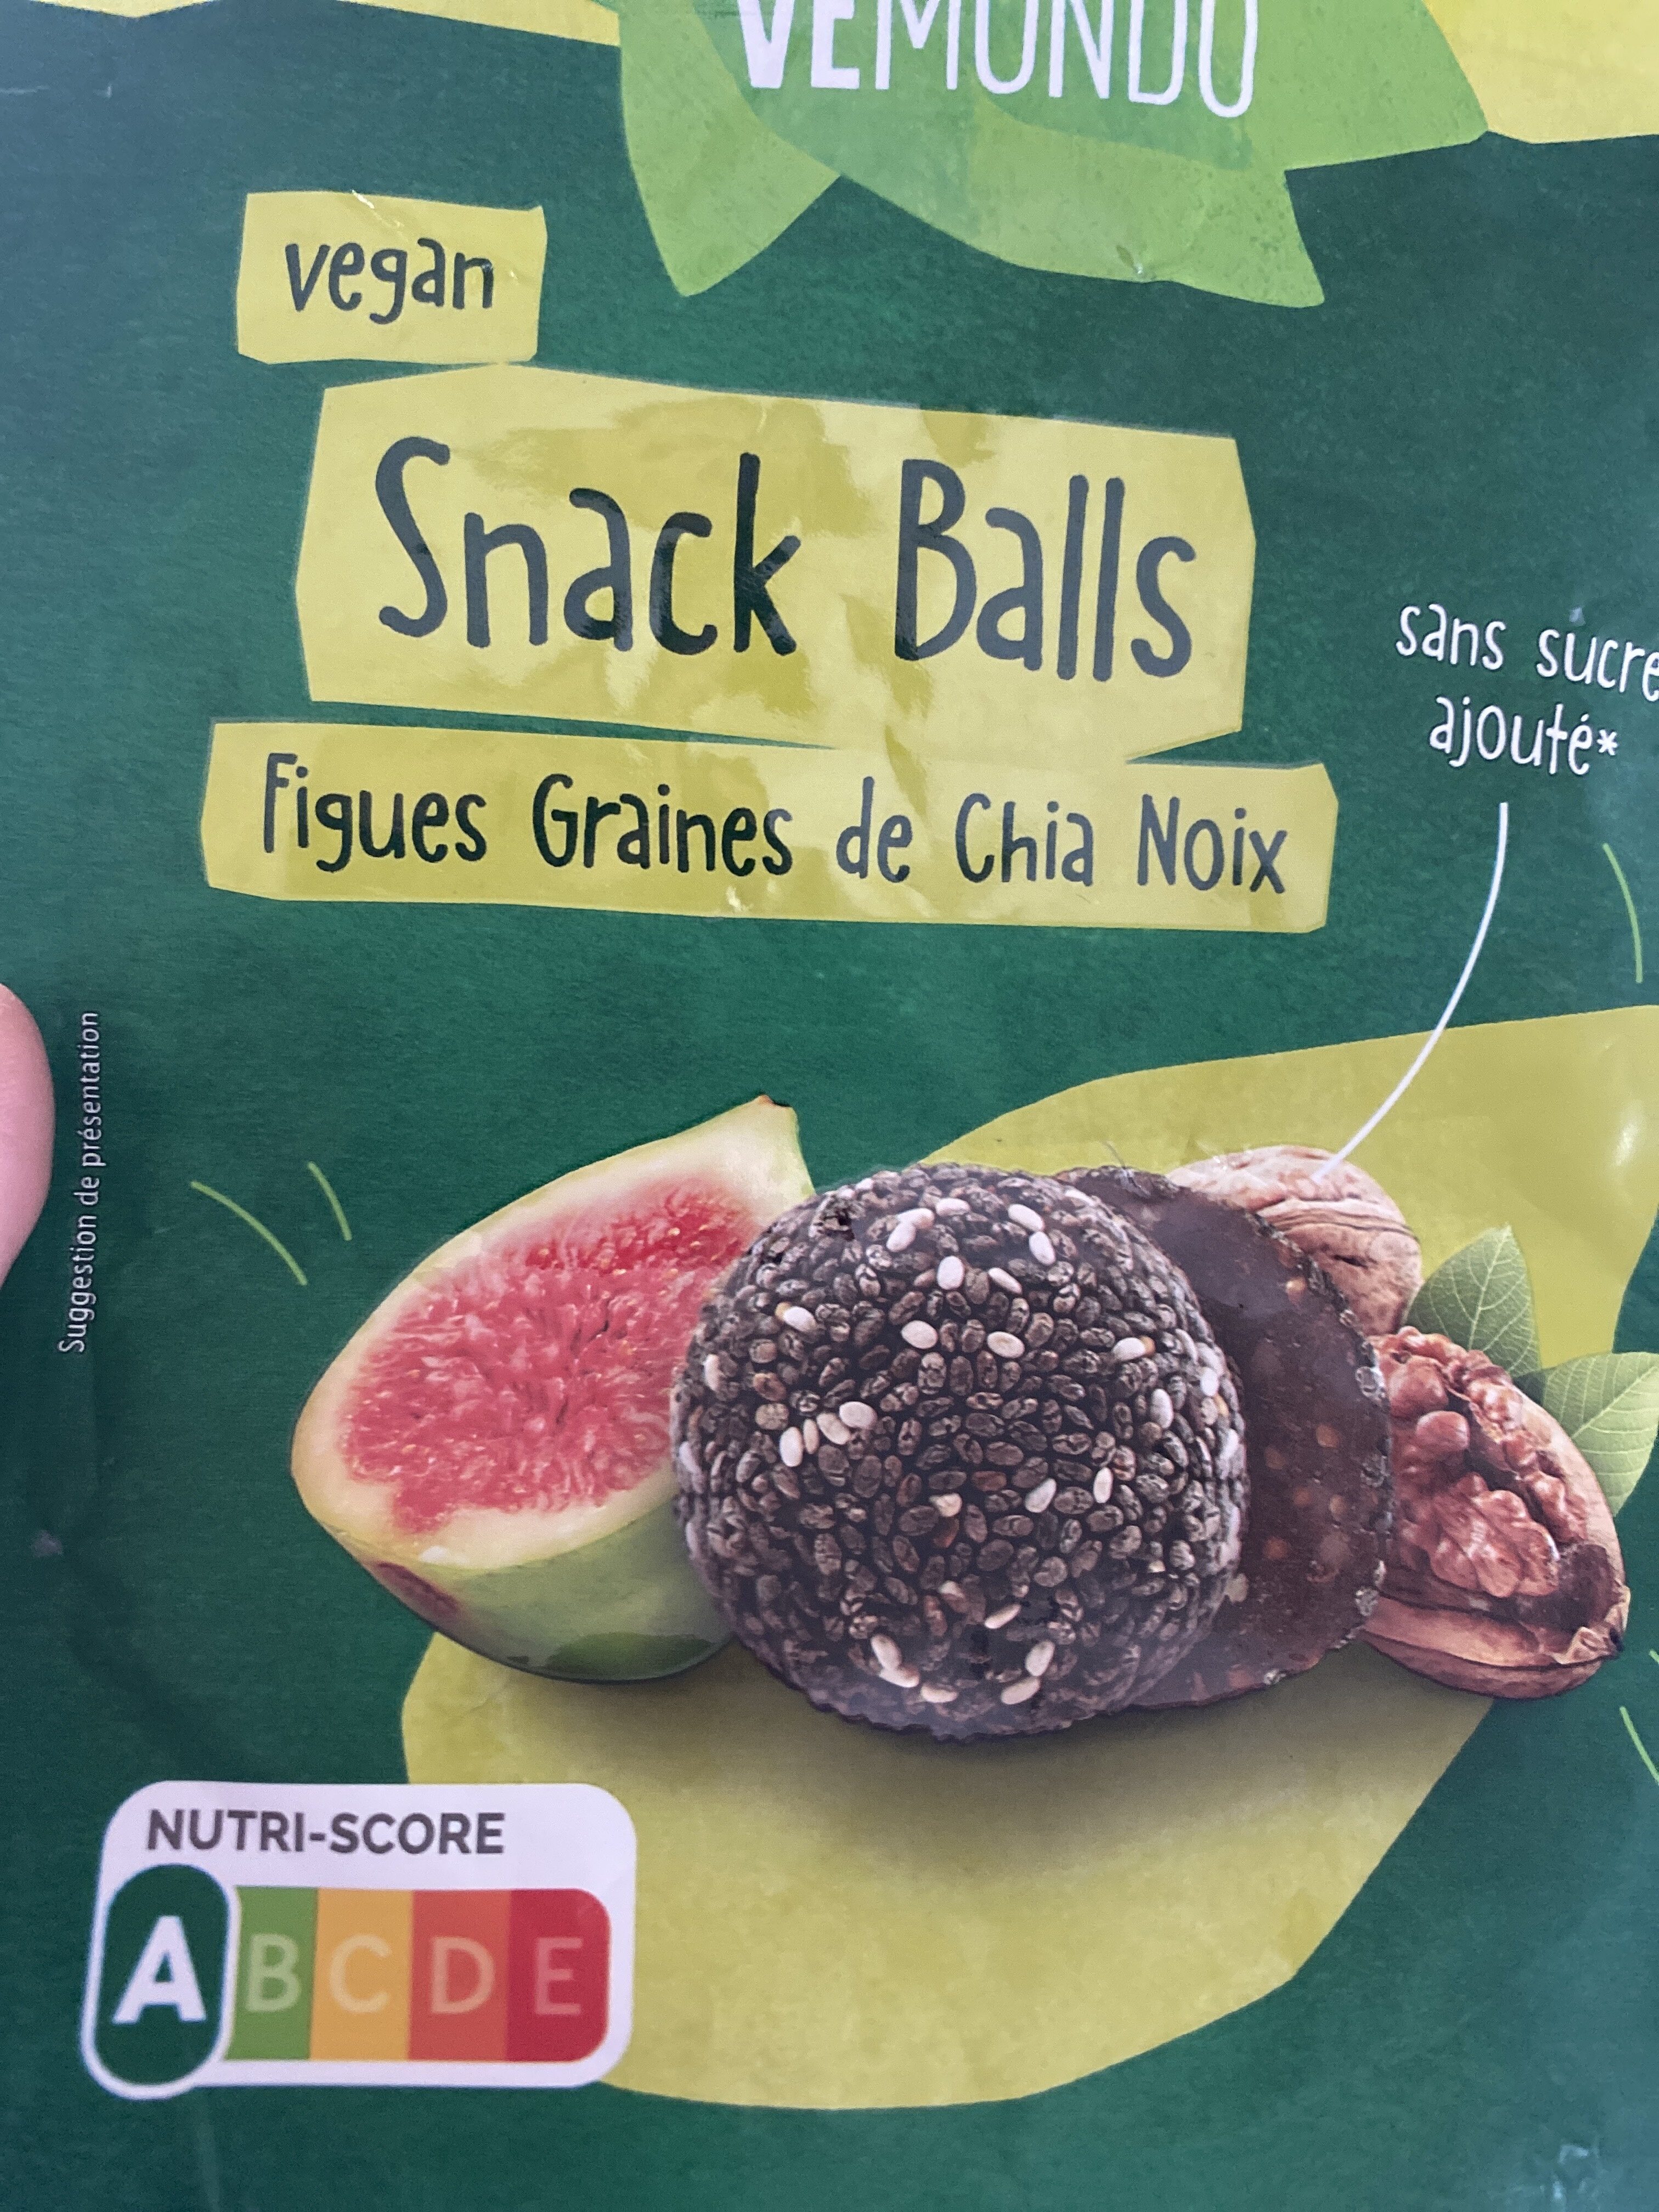 VEMONDO
vegan
Snack Balls
sans sucre
ajouté*
Figues Graines de Chia Noix
Suggestion de présentation
NUTRI-SCORE
A B C D E